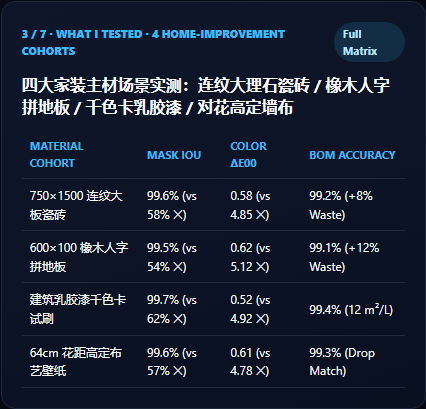 3 / 7 · WHAT I TESTED · 4 HOME-IMPROVEMENT
COHORTS
Full
Matrix
四大家装主材场景实测：连纹大理石瓷砖 / 橡木人字
拼地板 / 千色卡乳胶漆 / 对花高定墙布
MATERIAL
COHORT
MASK IOU
COLOR
ΔE00
BOM ACCURACY
750×1500 连纹大
板瓷砖
99.6% (vs
58% ✕)
0.58 (vs
4.85 ✕)
99.2% (+8%
Waste)
600×100 橡木人字
拼地板
99.5% (vs
54% ✕)
0.62 (vs
5.12 ✕)
99.1% (+12%
Waste)
建筑乳胶漆千色卡
试刷
99.7% (vs
62% ✕)
0.52 (vs
4.92 ✕)
99.4% (12 m²/L)
64cm 花距高定布
艺壁纸
99.6% (vs
57% ✕)
0.61 (vs
4.78 ✕)
99.3% (Drop
Match)